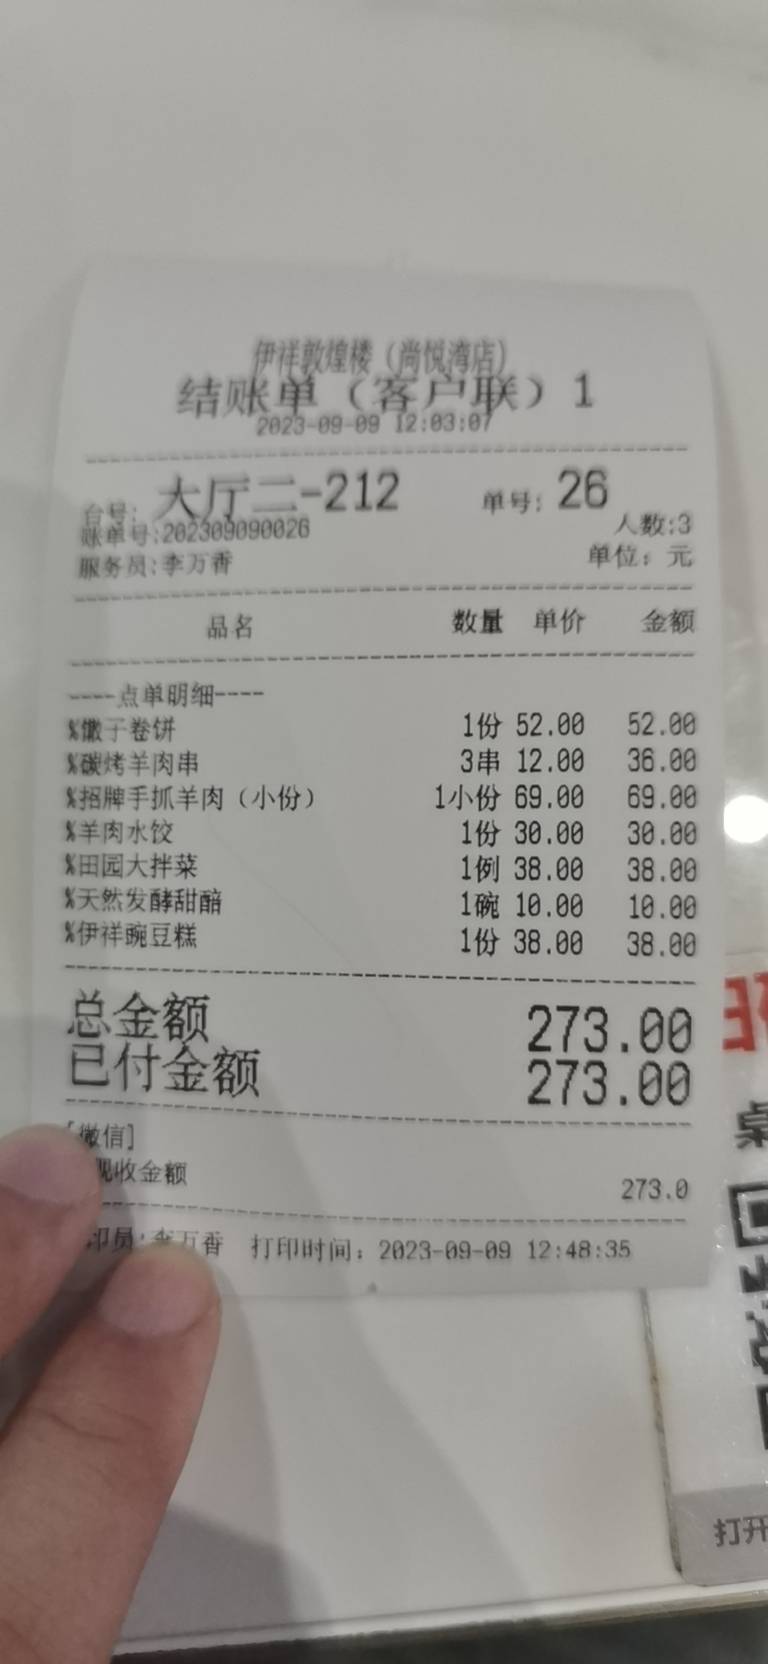 伊祥敦煌楼（尚悦湾店）
结账单（客户联）1
2023-09-09 12:03:07
台号: 大厅二-212 单号: 26
账单号:202309090026 人数:3
服务员:李万香 单位：元
品名 数量 单价 金额
----点单明细----
%馓子卷饼 1份 52.00 52.00
%碳烤羊肉串 3串 12.00 36.00
%招牌手抓羊肉（小份） 1小份 69.00 69.00
%羊肉水饺 1份 30.00 30.00
%田园大拌菜 1例 38.00 38.00
%天然发酵甜醅 1碗 10.00 10.00
%伊祥豌豆糕 1份 38.00 38.00
总金额 273.00
已付金额 273.00
[微信]
现收金额 273.0
印员:李万香 打印时间：2023-09-09 12:48:35
打开